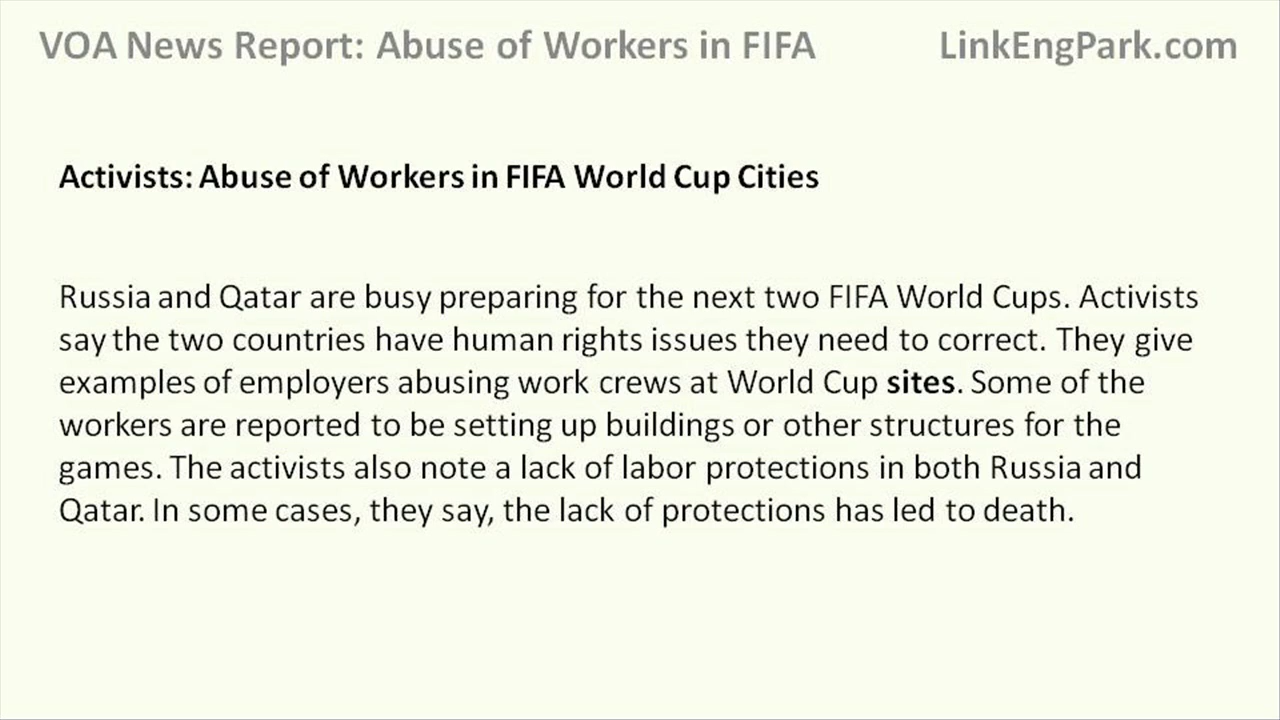 VOA News Report: Abuse of Workers in FIFA LinkEngPark.com
Activists: Abuse of Workers in FIFA World Cup Cities
Russia and Qatar are busy preparing for the next two FIFA World Cups. Activists
say the two countries have human rights issues they need to correct. They give
examples of employers abusing work crews at World Cup sites. Some of the
workers are reported to be setting up buildings or other structures for the
games. The activists also note a lack of labor protections in both Russia and
Qatar. In some cases, they say, the lack of protections has led to death.